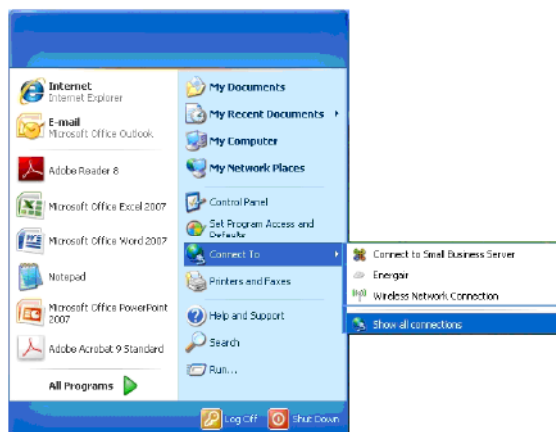 Internet
Internet Explorer
E-mail
Microsoft Office Outlook
Adobe Reader 8
Microsoft Office Excel 2007
Microsoft Office Word 2007
Notepad
Microsoft Office PowerPoint
2007
Adobe Acrobat 9 Standard
All Programs
My Documents
My Recent Documents
My Computer
My Network Places
Control Panel
Set Program Access and
Defaults
Connect To
Printers and Faxes
Help and Support
Search
Run...
Connect to Small Business Server
Energair
Wireless Network Connection
Show all connections
Log Off
Shut Down